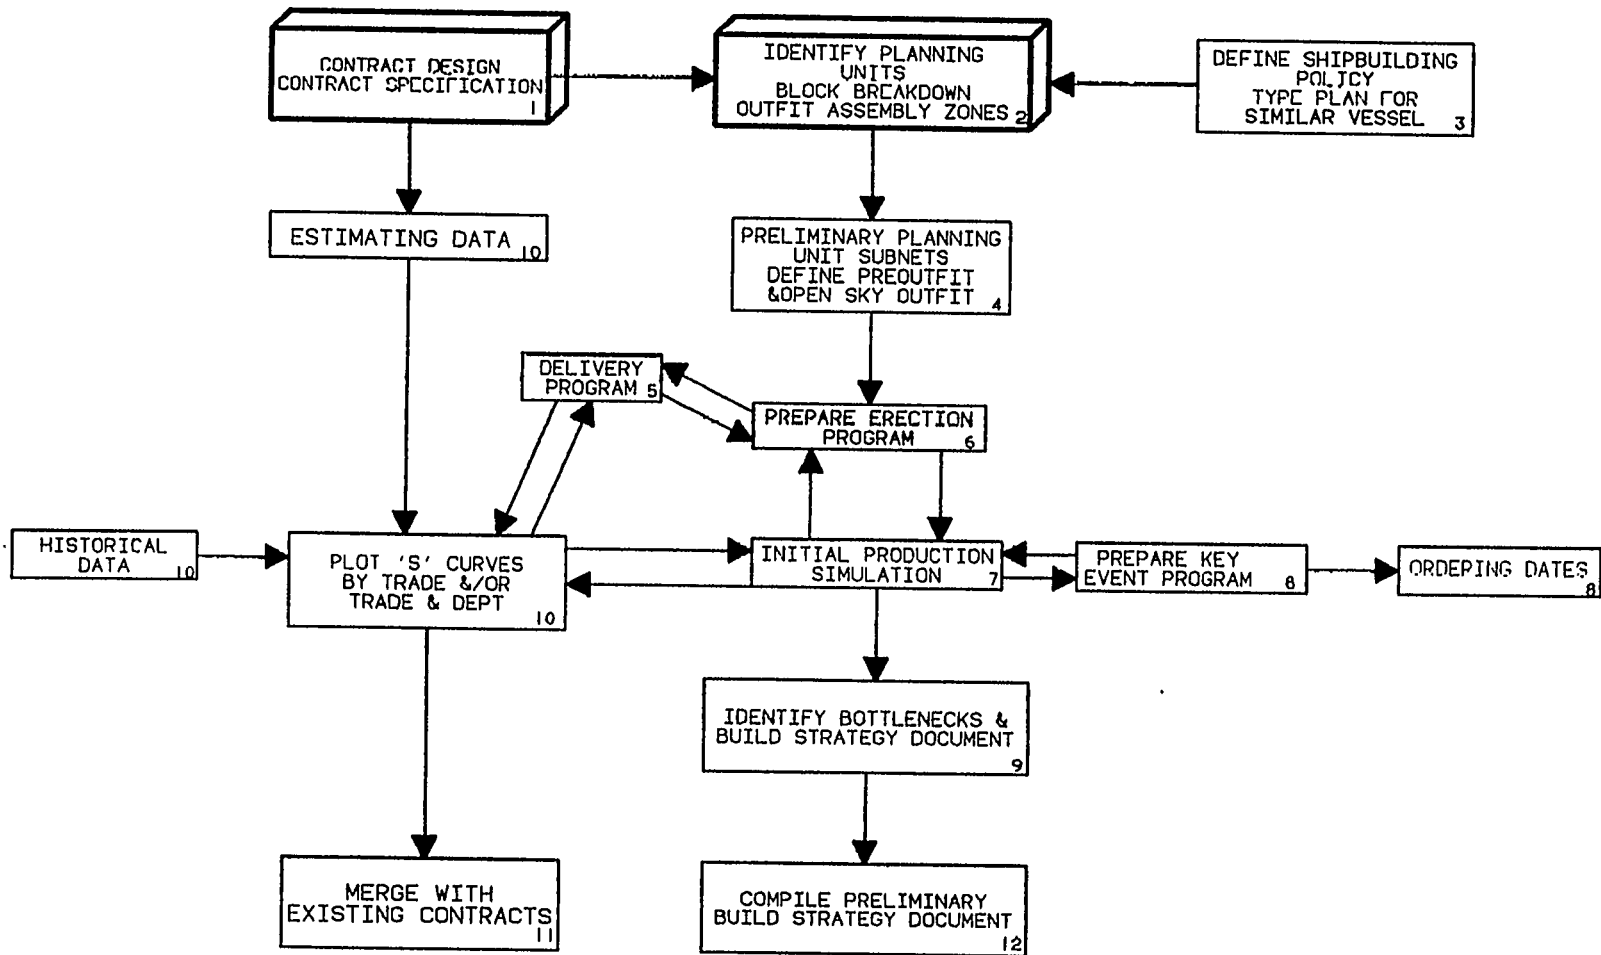 CONTRACT DESIGN
CONTRACT SPECIFICATION
1
IDENTIFY PLANNING
UNITS
BLOCK BREAKDOWN
OUTFIT ASSEMBLY ZONES
2
DEFINE SHIPBUILDING
POLICY
TYPE PLAN FOR
SIMILAR VESSEL
3
ESTIMATING DATA
10
PRELIMINARY PLANNING
UNIT SUBNETS
DEFINE PREOUTFIT
&OPEN SKY OUTFIT
4
DELIVERY
PROGRAM 5
PREPARE ERECTION
PROGRAM
6
HISTORICAL
DATA
10
PLOT 'S' CURVES
BY TRADE &/OR
TRADE & DEPT
10
INITIAL PRODUCTION
SIMULATION
7
PREPARE KEY
EVENT PROGRAM
8
ORDERING DATES
8
IDENTIFY BOTTLENECKS &
BUILD STRATEGY DOCUMENT
9
MERGE WITH
EXISTING CONTRACTS
11
COMPILE PRELIMINARY
BUILD STRATEGY DOCUMENT
12